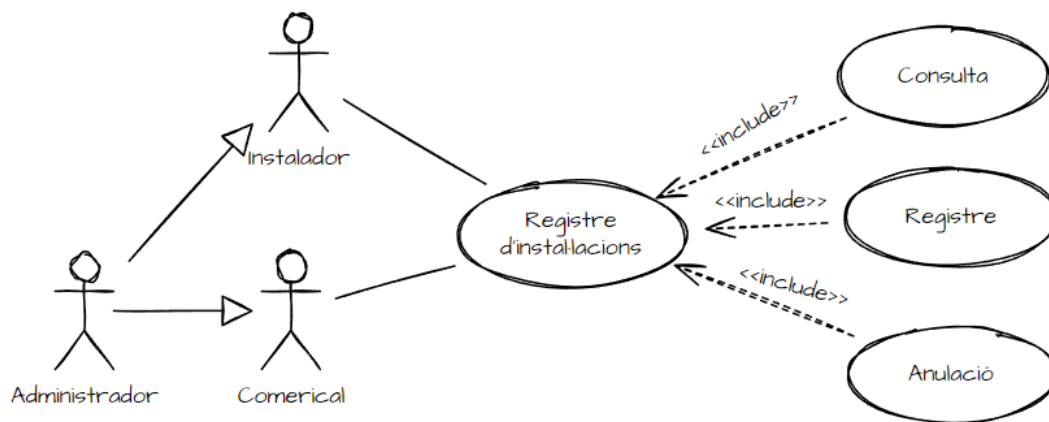 Consulta
<<include>>
Instalador
<<include>>
Registre
Registre
d'instal·lacions
<<include>>
Anulació
Administrador
Comerical